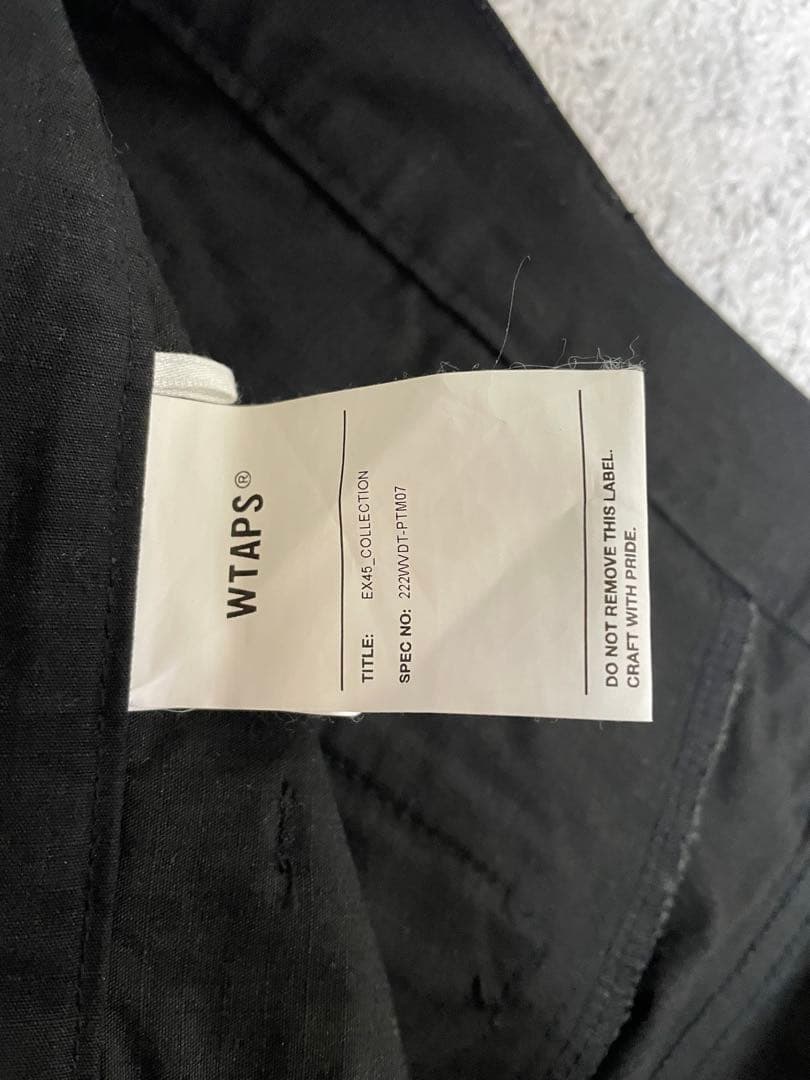 WTAPS®
TITLE: EX45_COLLECTION
SPEC NO: 222WVDT-PTM07
DO NOT REMOVE THIS LABEL.
CRAFT WITH PRIDE.